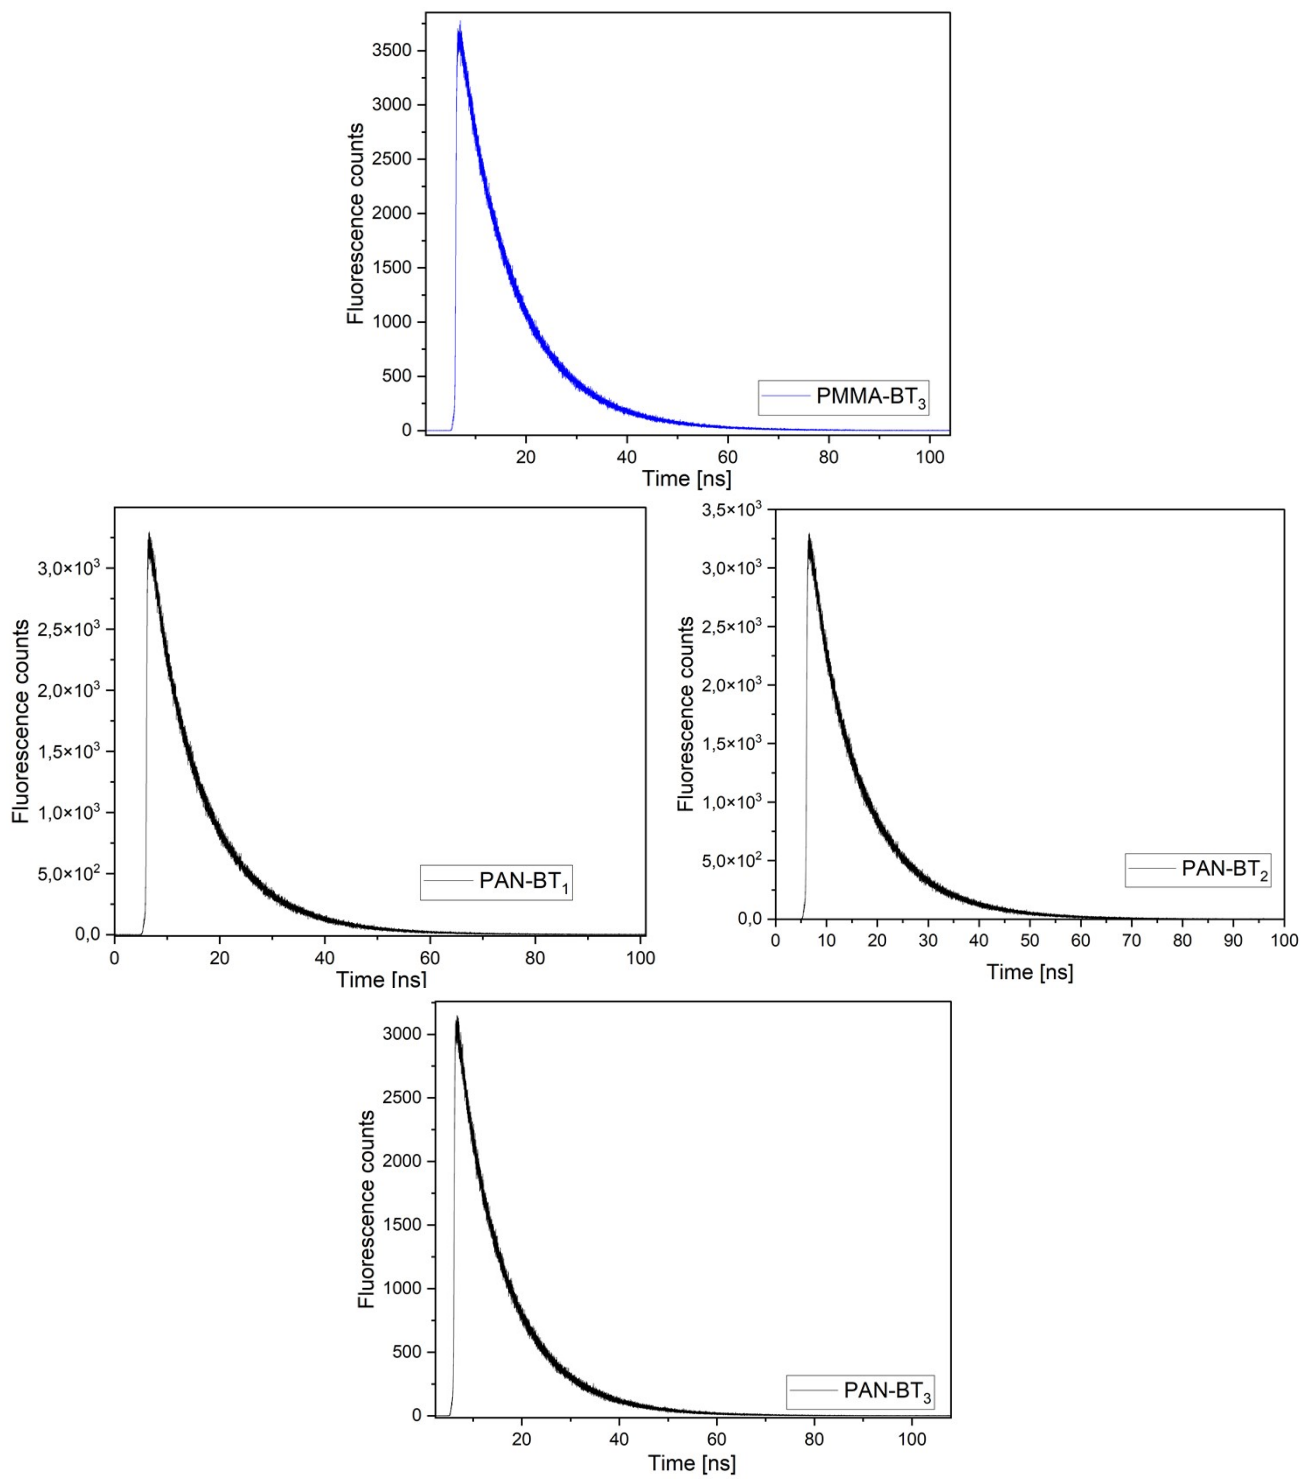 3500
3000
2500
2000
1500
1000
500
0
Fluorescence counts
PMMA-BT₃
20 40 60 80 100
Time [ns]
3,0×10³
2,5×10³
2,0×10³
1,5×10³
1,0×10³
5,0×10²
0,0
Fluorescence counts
PAN-BT₁
0 20 40 60 80 100
Time [ns]
3,5×10³
3,0×10³
2,5×10³
2,0×10³
1,5×10³
1,0×10³
5,0×10²
0,0
Fluorescence counts
PAN-BT₂
0 10 20 30 40 50 60 70 80 90 100
Time [ns]
3000
2500
2000
1500
1000
500
0
Fluorescence counts
PAN-BT₃
20 40 60 80 100
Time [ns]